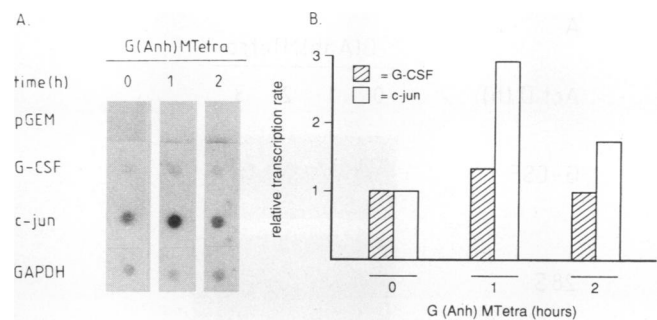 A.
G(Anh)MTetra
time(h) 0 1 2
pGEM
G-CSF
c-jun
GAPDH
B.
3
2
1
relative transcription rate
= G-CSF
= c-jun
0 1 2
G (Anh) MTetra (hours)